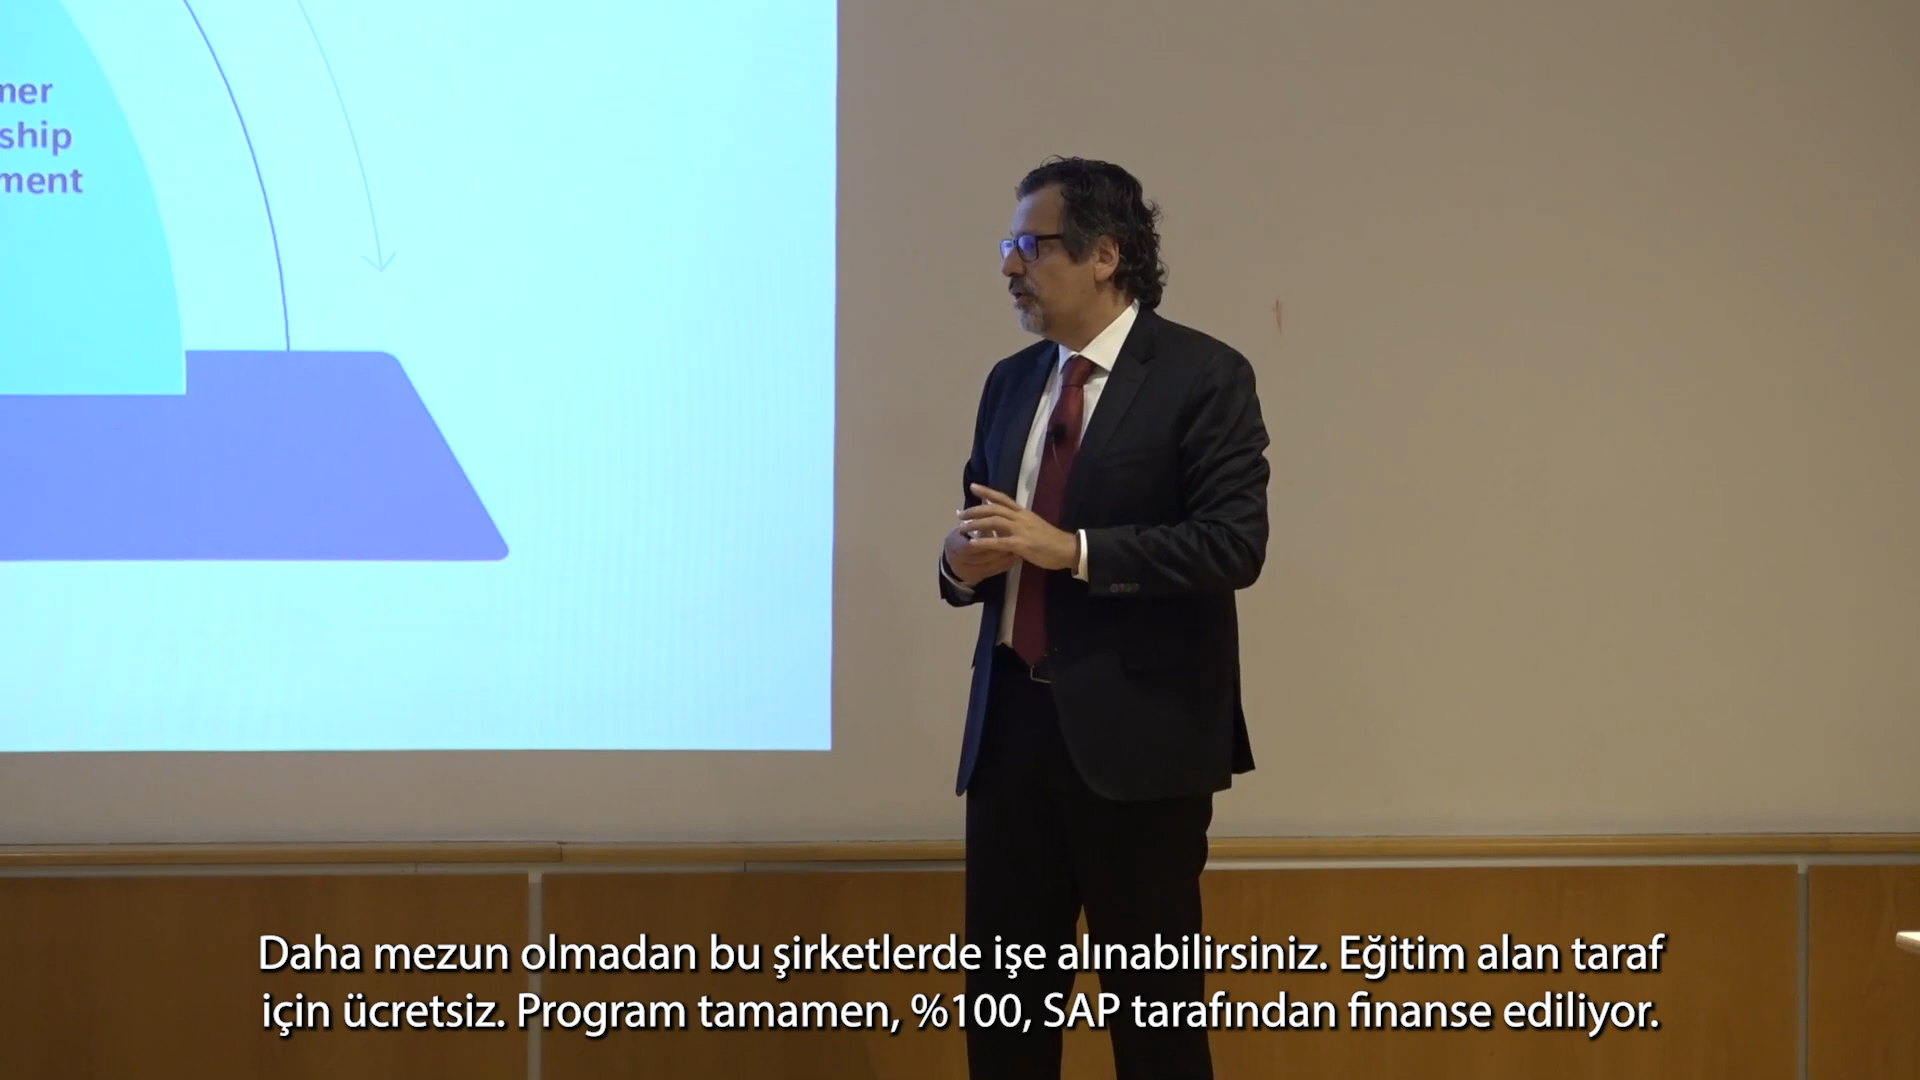 mer
ship
ment
Daha mezun olmadan bu şirketlerde işe alınabilirsiniz. Eğitim alan taraf
için ücretsiz. Program tamamen, %100, SAP tarafından finanse ediliyor.